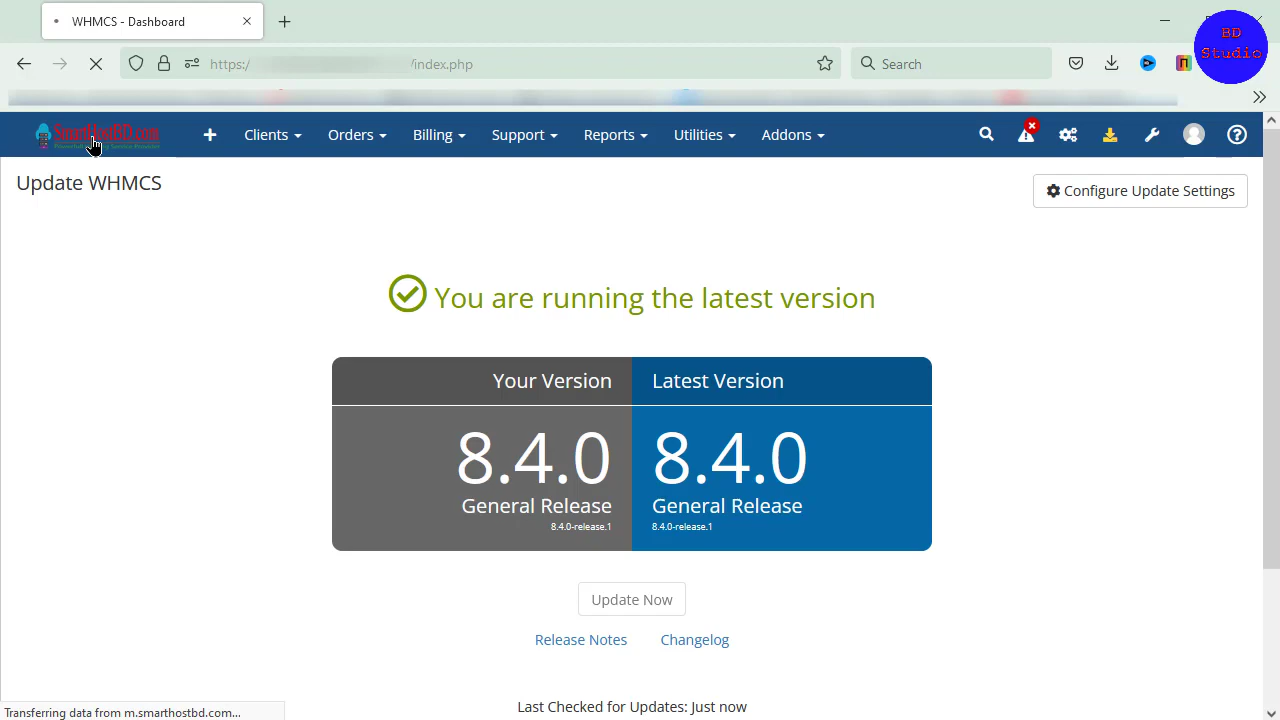 WHMCS - Dashboard
BD
Studio
https:/
/index.php
Search
SmartHostBD.com
Clients
Orders
Billing
Support
Reports
Utilities
Addons
Update WHMCS
Configure Update Settings
You are running the latest version
Your Version
Latest Version
8.4.0
8.4.0
General Release
General Release
8.4.0-release.1
8.4.0-release.1
Update Now
Release Notes
Changelog
Last Checked for Updates: Just now
Transferring data from m.smarthostbd.com...